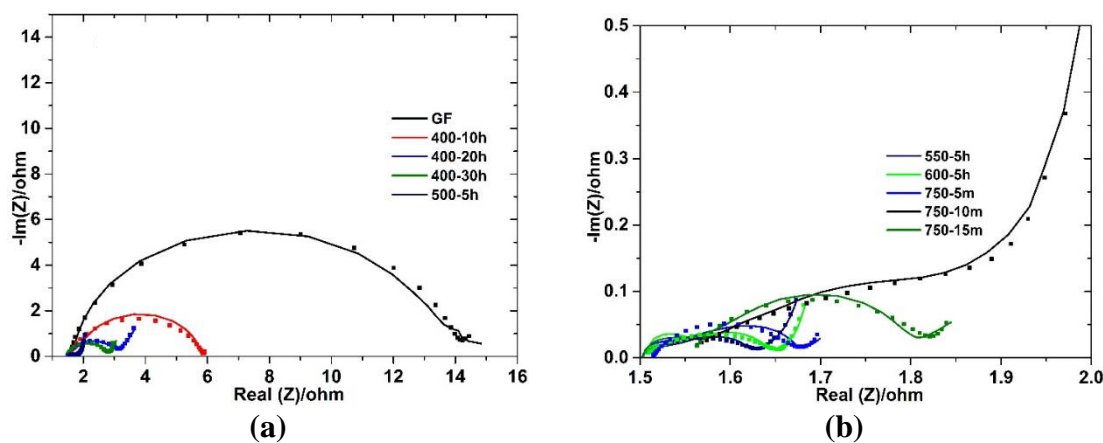 14
12
10
8
6
4
2
0
-Im(Z)/ohm
GF
400-10h
400-20h
400-30h
500-5h
2 4 6 8 10 12 14 16
Real (Z)/ohm
(a)
0.5
0.4
0.3
0.2
0.1
0.0
-Im(Z)/ohm
550-5h
600-5h
750-5m
750-10m
750-15m
1.5 1.6 1.7 1.8 1.9 2.0
Real (Z)/ohm
(b)